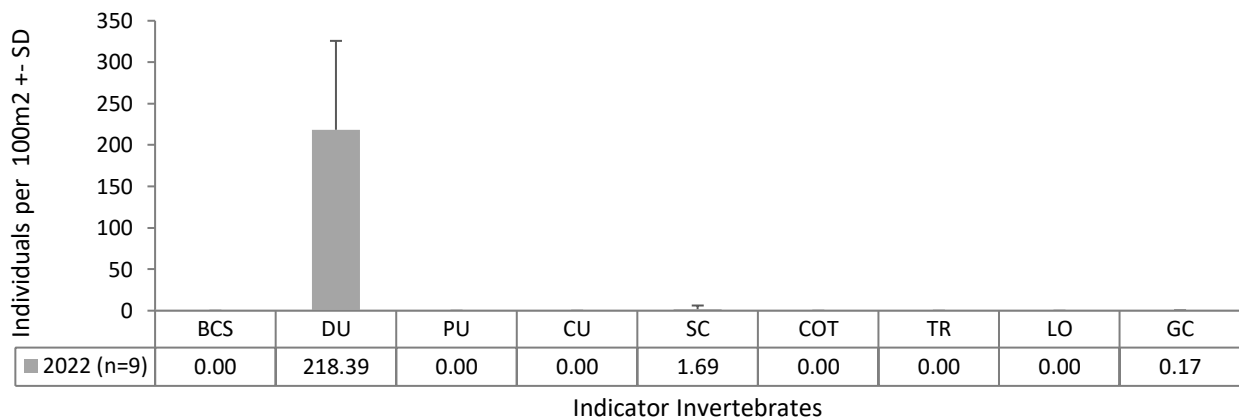 Individuals per 100m2 +- SD
350
300
250
200
150
100
50
0
BCS DU PU CU SC COT TR LO GC
2022 (n=9) 0.00 218.39 0.00 0.00 1.69 0.00 0.00 0.00 0.17
Indicator Invertebrates